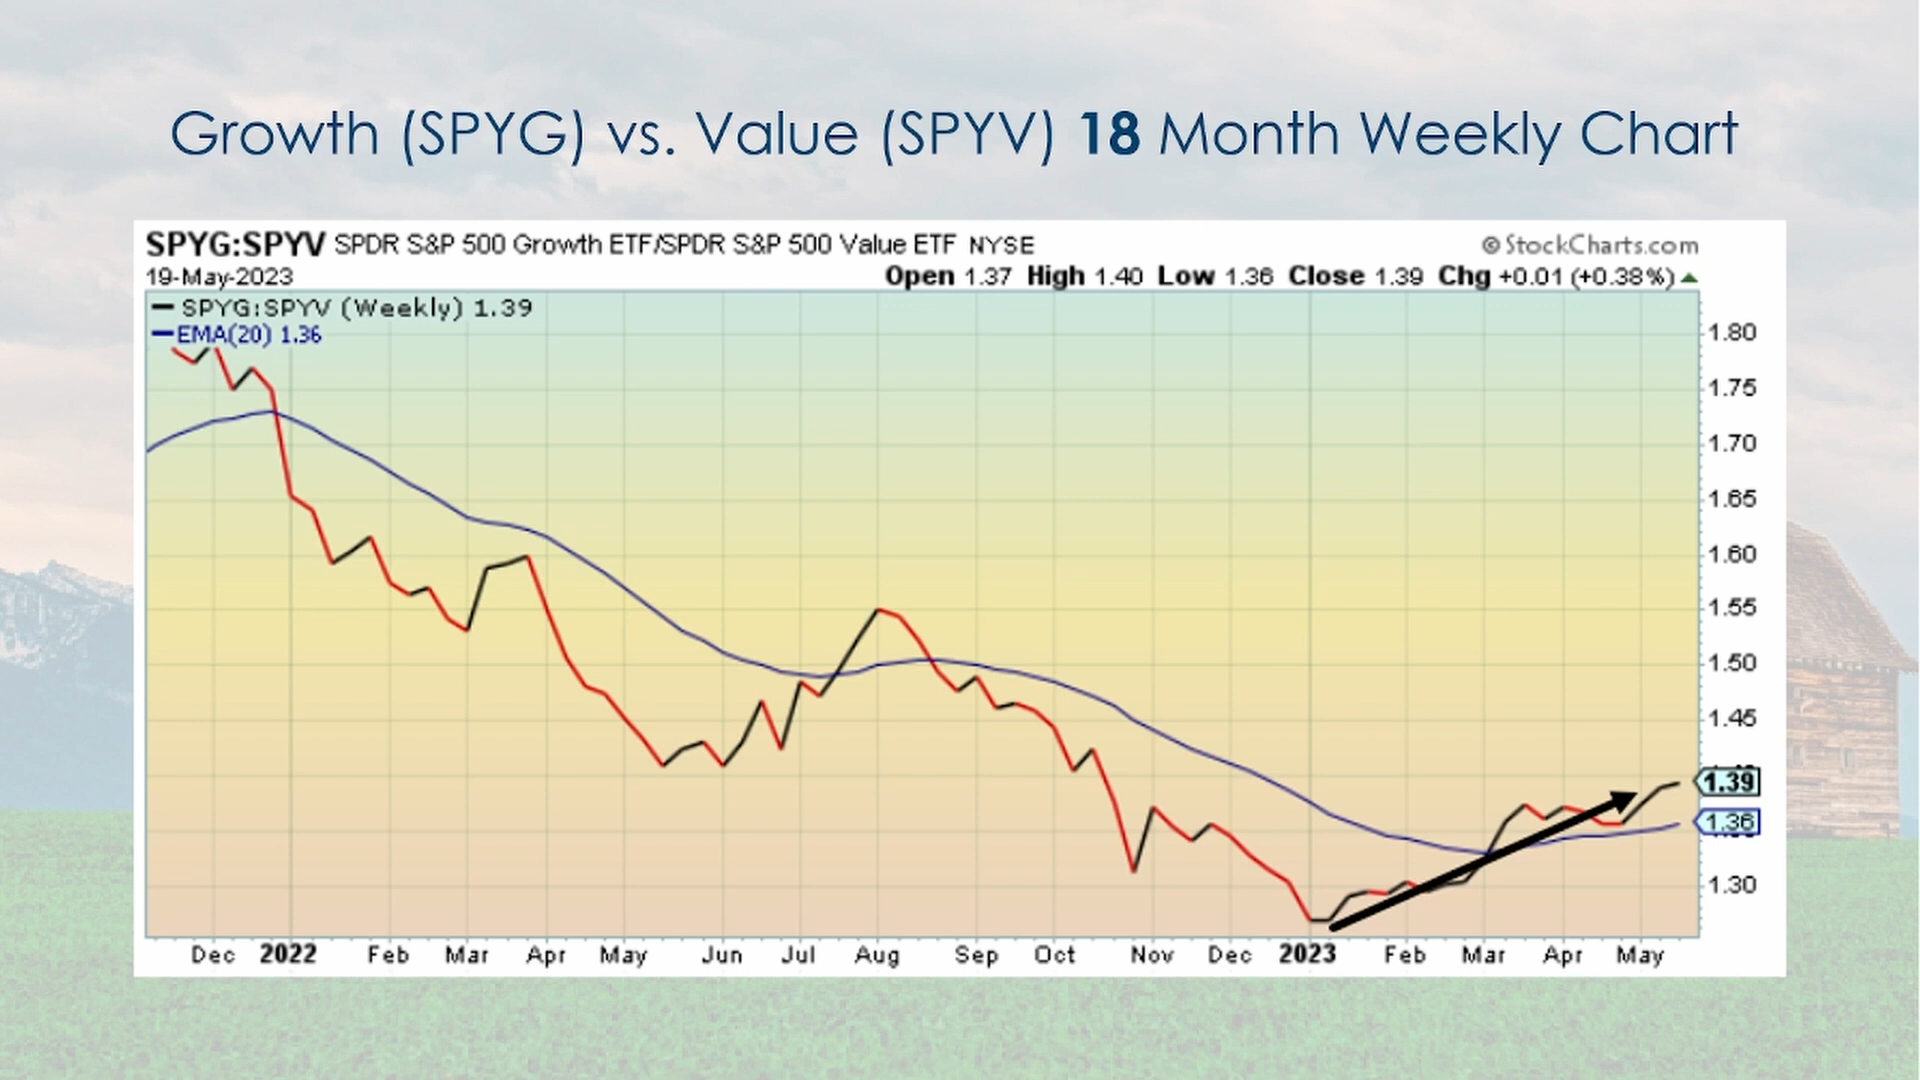 Growth (SPYG) vs. Value (SPYV) 18 Month Weekly Chart
SPYG:SPYV SPDR S&P 500 Growth ETF/SPDR S&P 500 Value ETF NYSE
© StockCharts.com
19-May-2023
Open 1.37 High 1.40 Low 1.36 Close 1.39 Chg +0.01 (+0.38%)
SPYG:SPYV (Weekly) 1.39
EMA(20) 1.36
1.80
1.75
1.70
1.65
1.60
1.55
1.50
1.45
1.39
1.36
1.30
Dec 2022 Feb Mar Apr May Jun Jul Aug Sep Oct Nov Dec 2023 Feb Mar Apr May